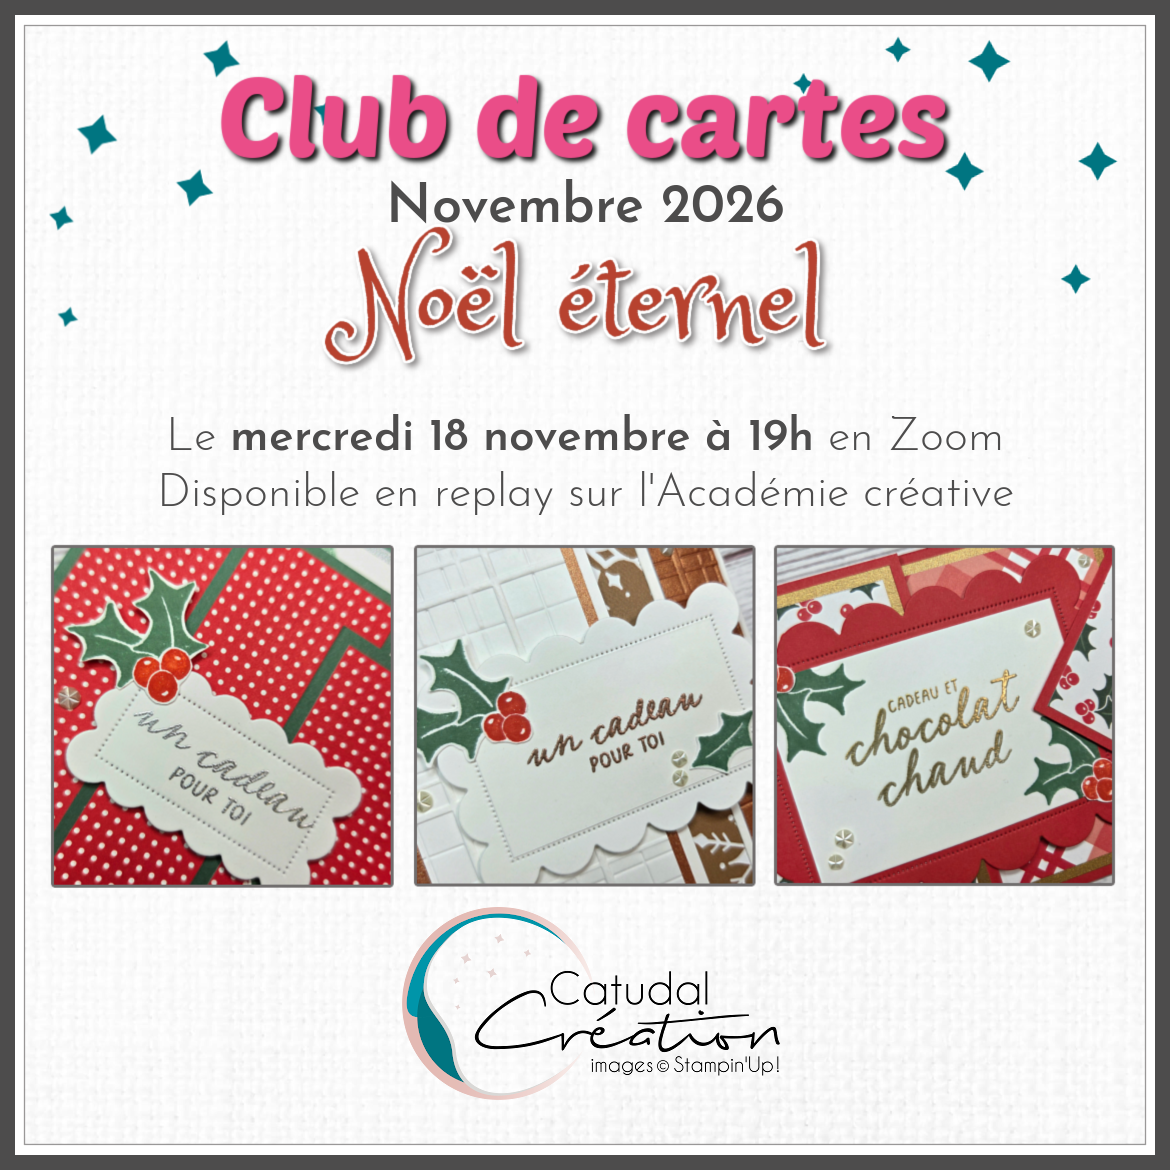 Club de cartes
Novembre 2026
Noël éternel
Le mercredi 18 novembre à 19h en Zoom
Disponible en replay sur l'Académie créative
un cadeau
POUR TOI
un cadeau
POUR TOI
CADEAU ET
chocolat
chaud
Catudal
Création
images © Stampin'Up!